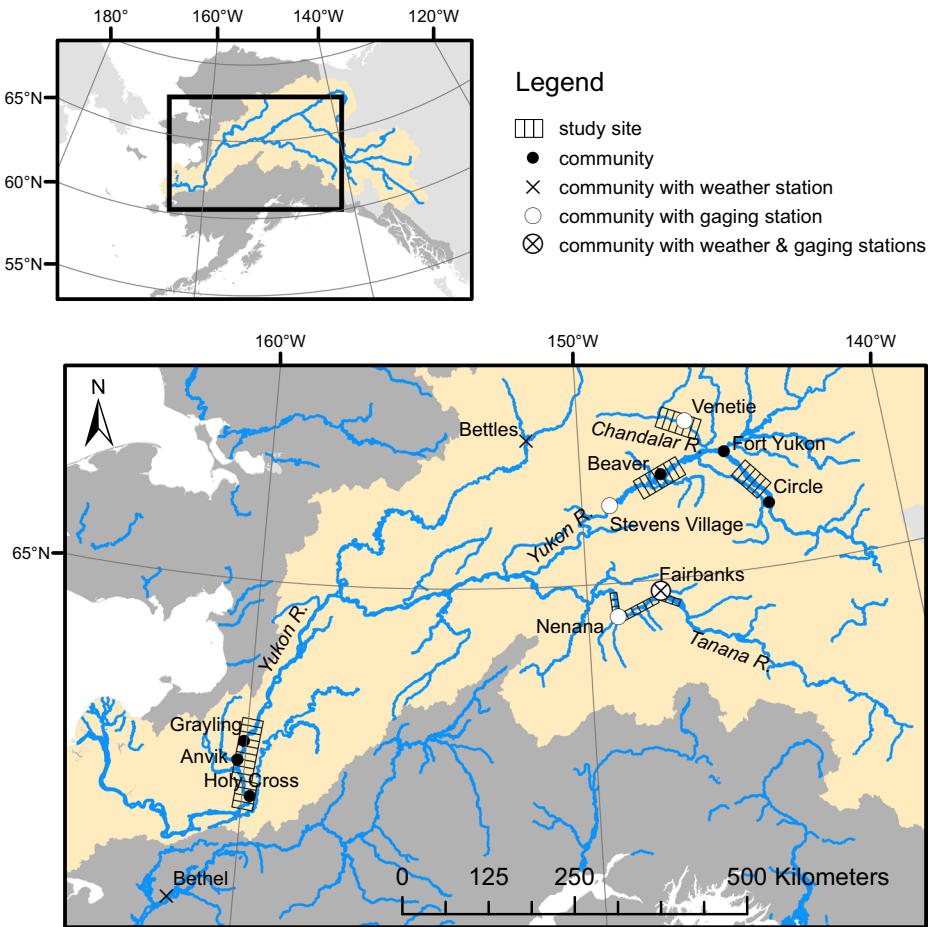 180° 160°W 140°W 120°W
65°N
60°N
55°N
Legend
study site
community
community with weather station
community with gaging station
community with weather & gaging stations
160°W 150°W 140°W
N
65°N
Venetie
Bettles
Chandalar R.
Fort Yukon
Beaver
Circle
Yukon R.
Stevens Village
Fairbanks
Nenana
Tanana R.
Yukon R.
Grayling
Anvik
Holy Cross
Bethel
0 125 250 500 Kilometers